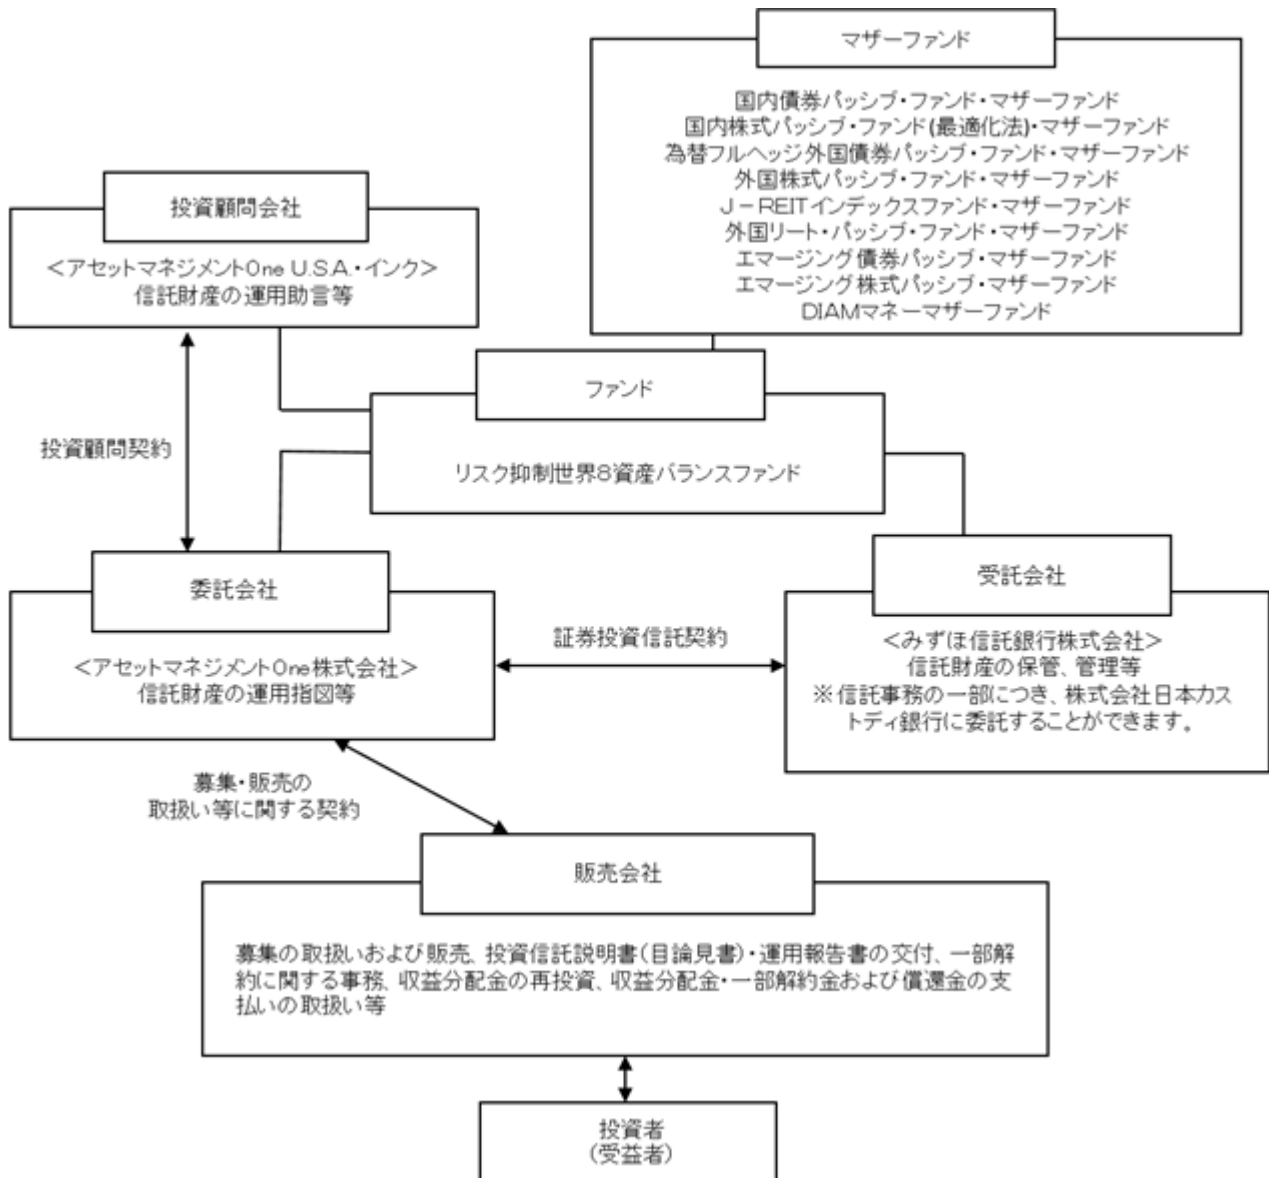 マザーファンド
国内債券パッシブ・ファンド・マザーファンド
国内株式パッシブ・ファンド(最適化法)・マザーファンド
為替フルヘッジ外国債券パッシブ・ファンド・マザーファンド
外国株式パッシブ・ファンド・マザーファンド
J－REITインデックスファンド・マザーファンド
外国リート・パッシブ・ファンド・マザーファンド
エマージング債券パッシブ・マザーファンド
エマージング株式パッシブ・マザーファンド
DIAMマネーマザーファンド
投資顧問会社
＜アセットマネジメントOne U.S.A.・インク＞
信託財産の運用助言等
ファンド
リスク抑制世界8資産バランスファンド
投資顧問契約
委託会社
＜アセットマネジメントOne株式会社＞
信託財産の運用指図等
証券投資信託契約
受託会社
＜みずほ信託銀行株式会社＞
信託財産の保管、管理等
※信託事務の一部につき、株式会社日本カス
トディ銀行に委託することができます。
募集・販売の
取扱い等に関する契約
販売会社
募集の取扱いおよび販売、投資信託説明書(目論見書)・運用報告書の交付、一部解
約に関する事務、収益分配金の再投資、収益分配金・一部解約金および償還金の支
払いの取扱い等
投資者
(受益者)